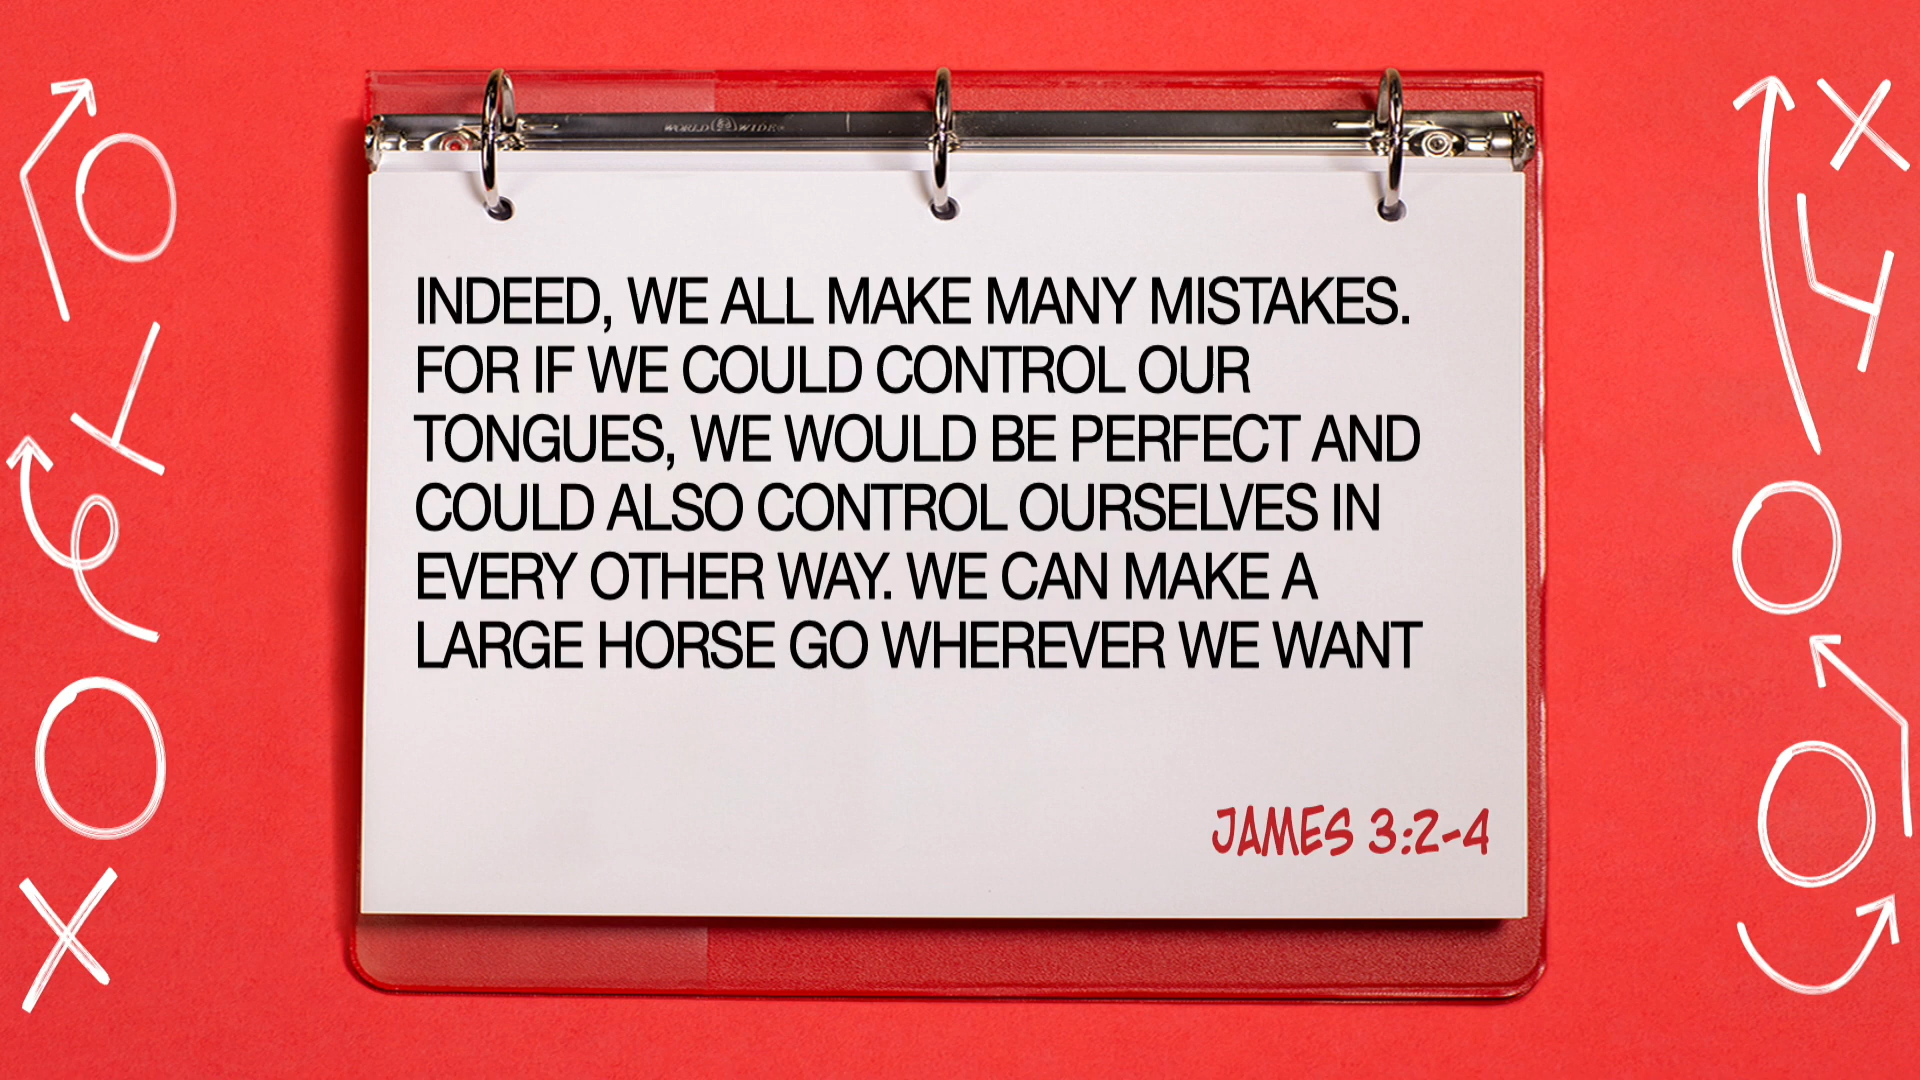 WORLD WIDE
INDEED, WE ALL MAKE MANY MISTAKES.
FOR IF WE COULD CONTROL OUR
TONGUES, WE WOULD BE PERFECT AND
COULD ALSO CONTROL OURSELVES IN
EVERY OTHER WAY. WE CAN MAKE A
LARGE HORSE GO WHEREVER WE WANT
JAMES 3:2-4